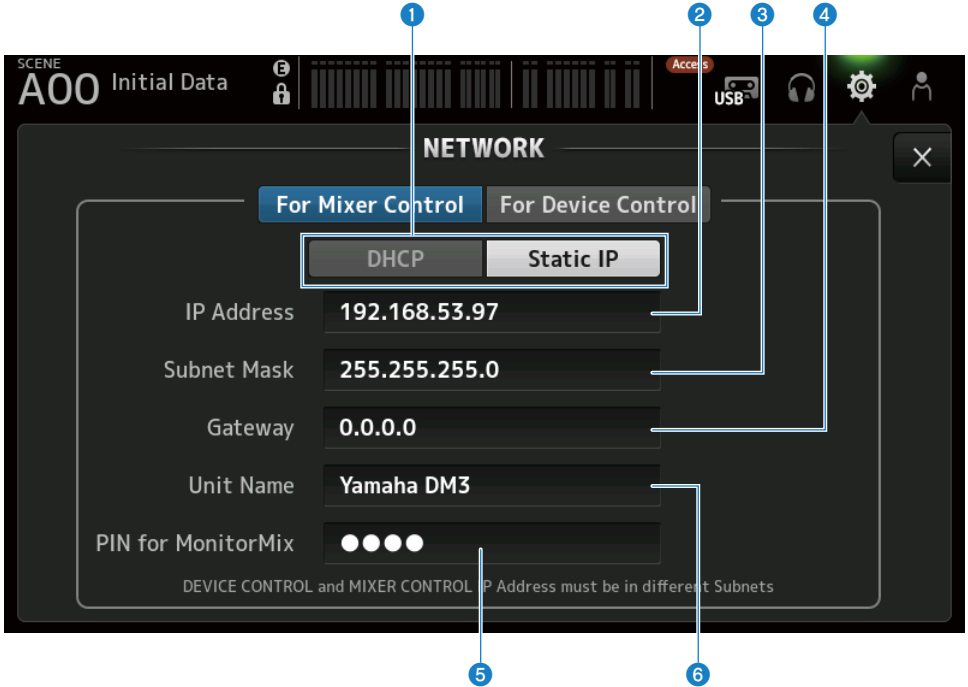 1 2 3 4
SCENE
A00 Initial Data E Access USB
NETWORK
For Mixer Control For Device Control
DHCP Static IP
IP Address 192.168.53.97
Subnet Mask 255.255.255.0
Gateway 0.0.0.0
Unit Name Yamaha DM3
PIN for MonitorMix ●●●●
DEVICE CONTROL and MIXER CONTROL IP Address must be in different Subnets
5 6